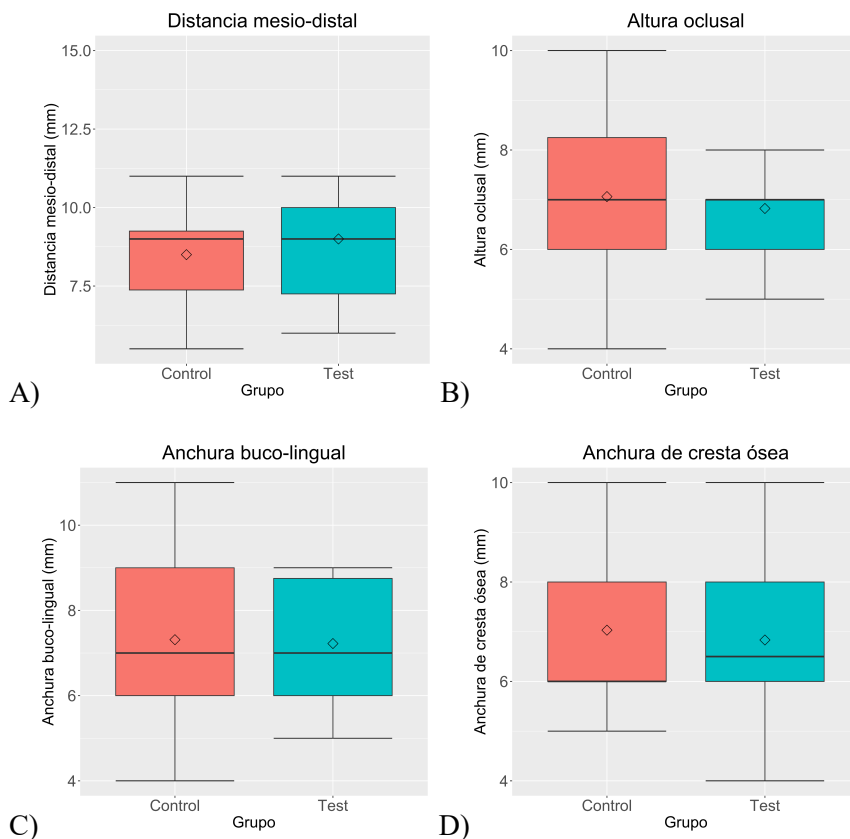 Distancia mesio-distal
15.0
12.5
10.0
7.5
Distancia mesio-distal (mm)
Control Test
Grupo
A)
Altura oclusal
10
8
6
4
Altura oclusal (mm)
Control Test
Grupo
B)
Anchura buco-lingual
10
8
6
4
Anchura buco-lingual (mm)
Control Test
Grupo
C)
Anchura de cresta ósea
10
8
6
4
Anchura de cresta ósea (mm)
Control Test
Grupo
D)